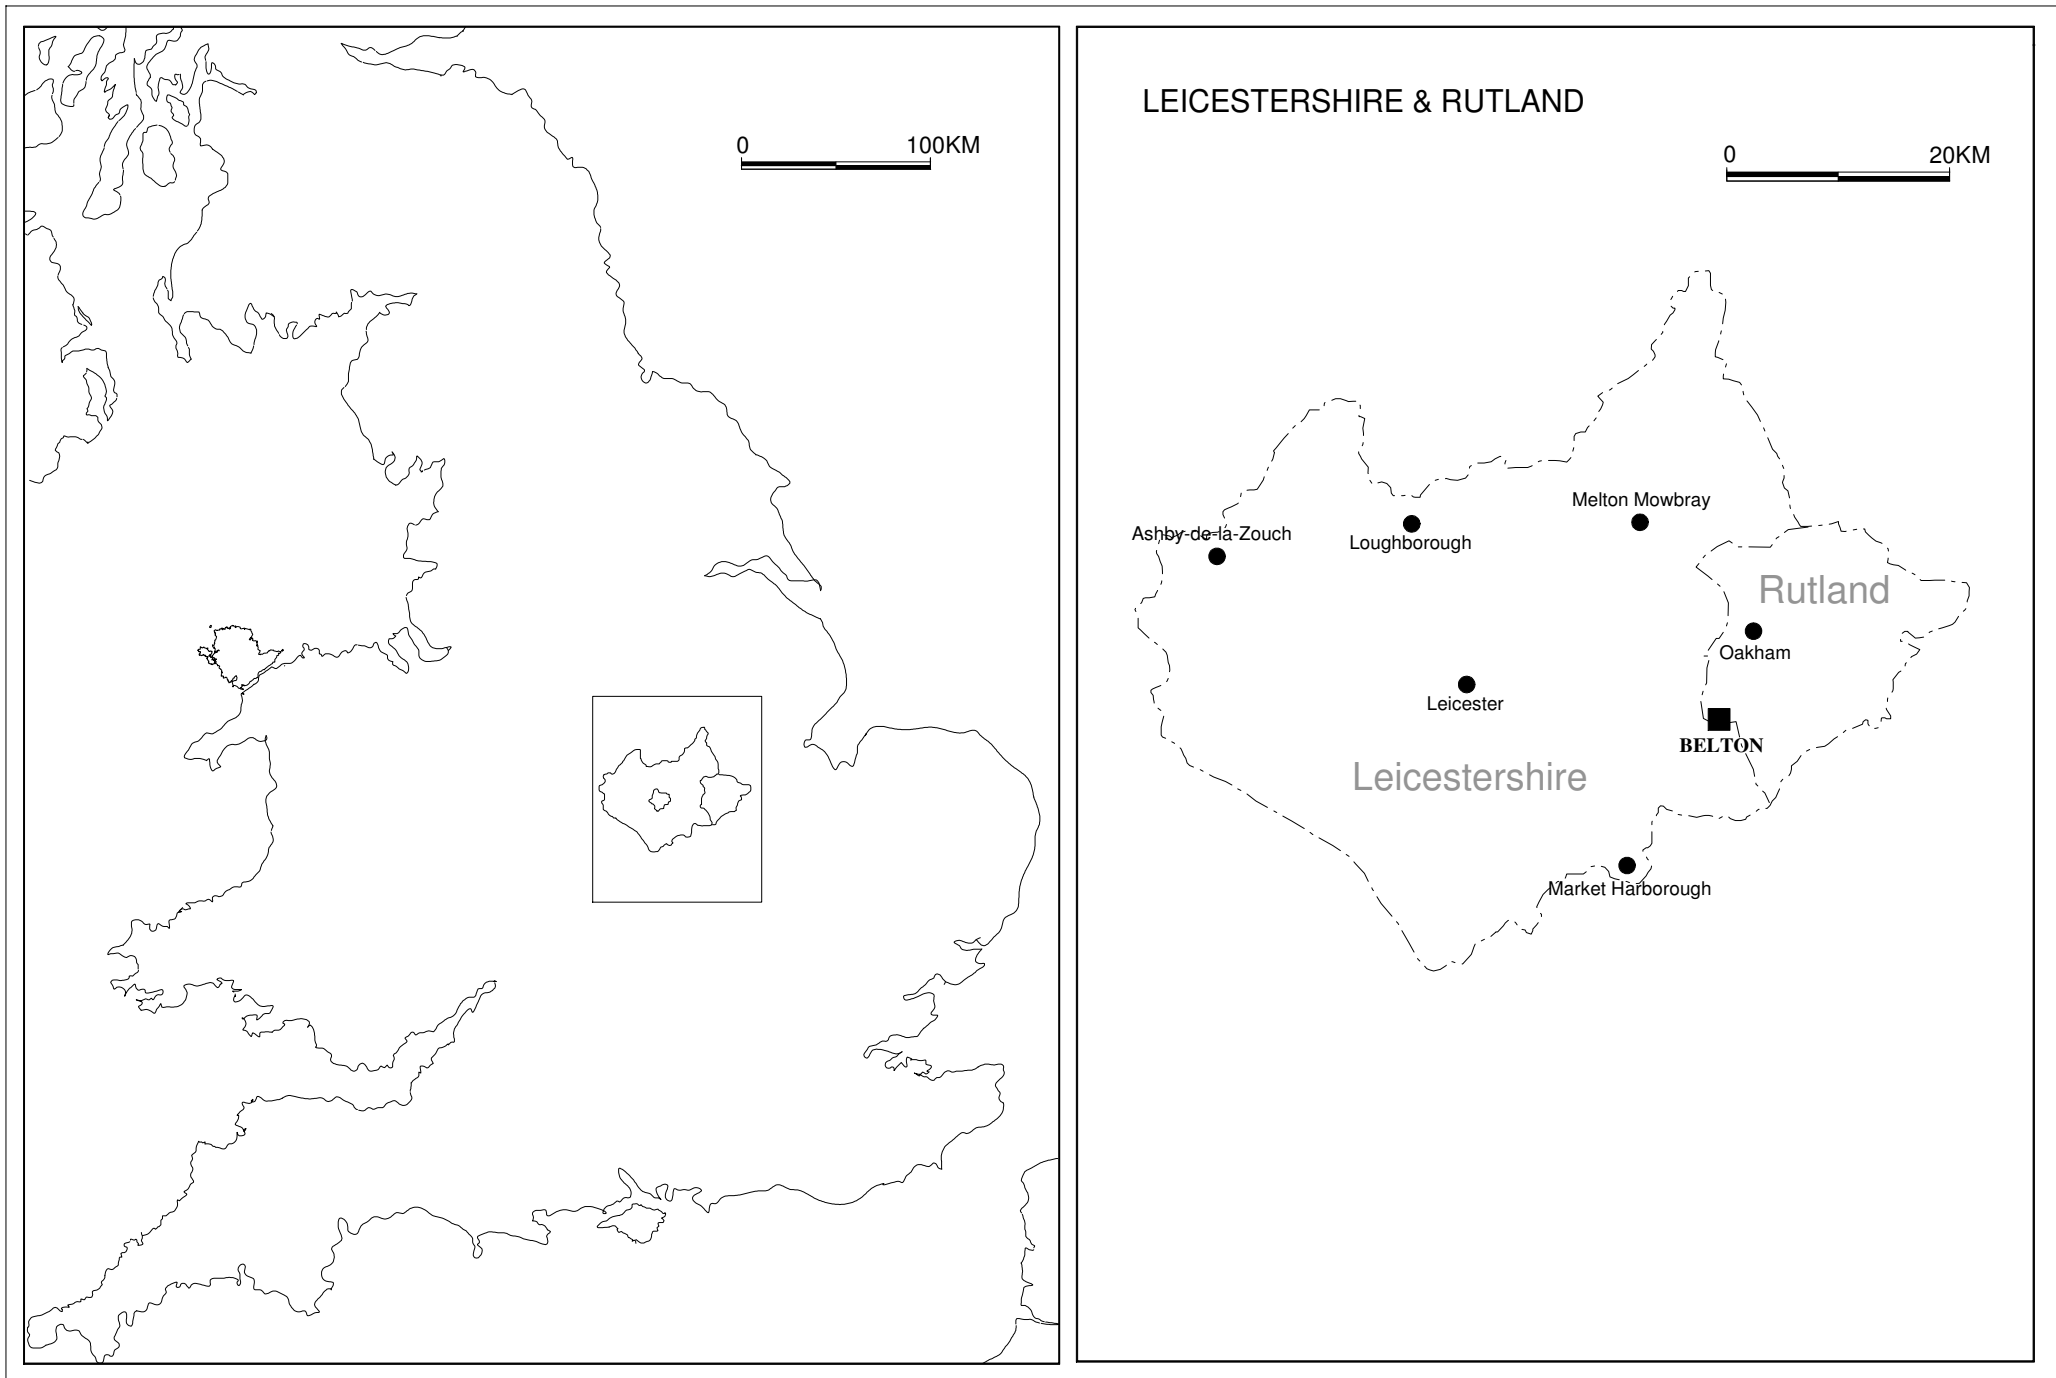 0 100KM
LEICESTERSHIRE & RUTLAND
0 20KM
Melton Mowbray
Ashby-de-la-Zouch
Loughborough
Rutland
Oakham
Leicester
BELTON
Leicestershire
Market Harborough